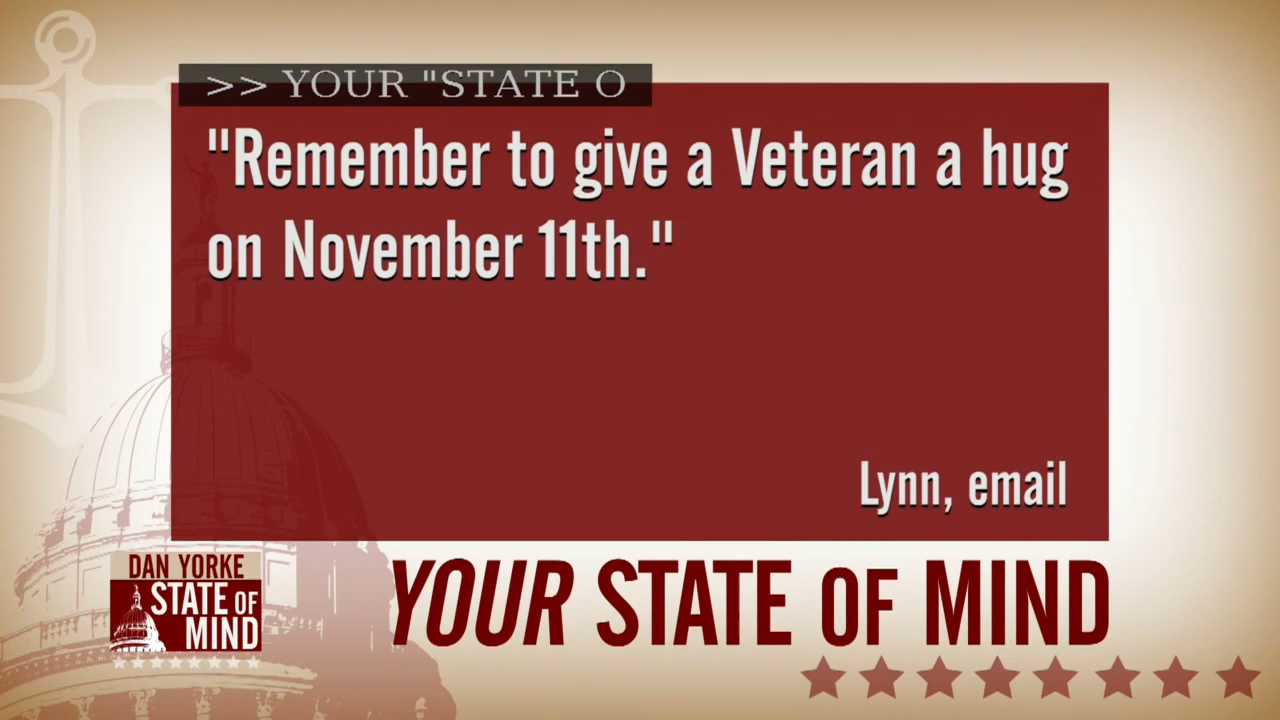 >> YOUR "STATE O
"Remember to give a Veteran a hug
on November 11th."
Lynn, email
DAN YORKE
STATE OF
MIND
YOUR STATE OF MIND